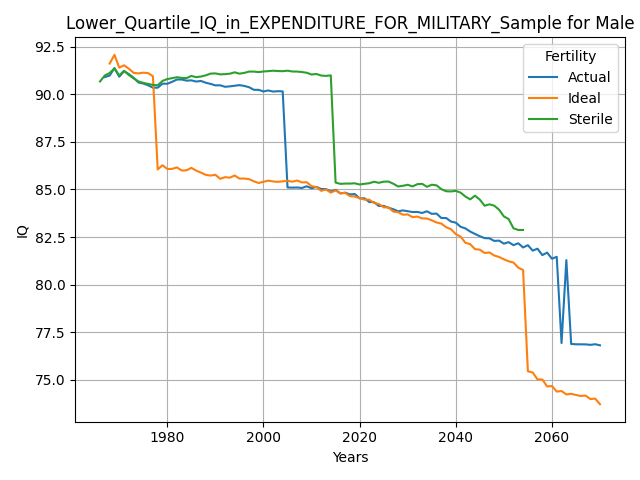 Lower_Quartile_IQ_in_EXPENDITURE_FOR_MILITARY_Sample for Male
Fertility
Actual
Ideal
Sterile
IQ
92.5
90.0
87.5
85.0
82.5
80.0
77.5
75.0
1980
2000
2020
2040
2060
Years